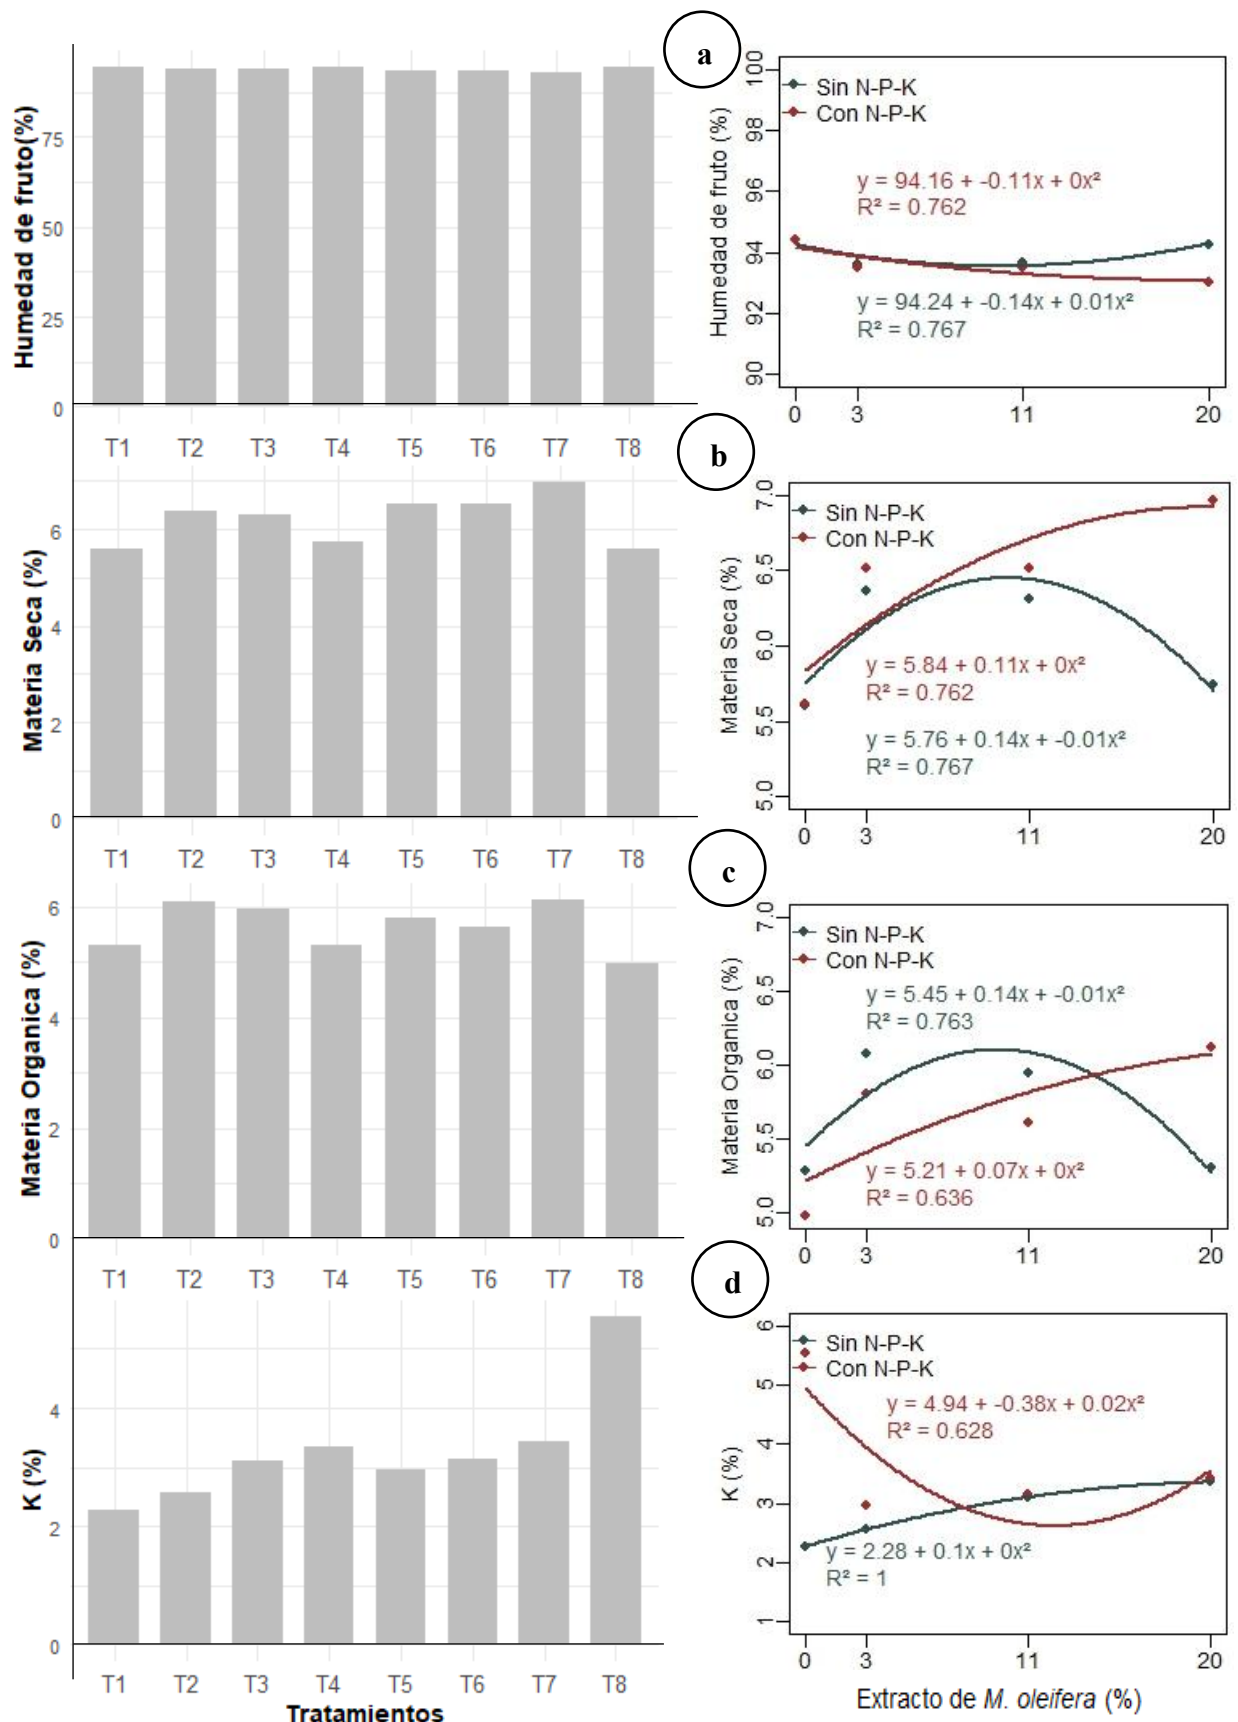 a
Humedad de fruto(%)
75
50
25
0
T1 T2 T3 T4 T5 T6 T7 T8
Humedad de fruto (%)
100
98
96
94
92
90
Sin N-P-K
Con N-P-K
y = 94.16 + -0.11x + 0x²
R² = 0.762
y = 94.24 + -0.14x + 0.01x²
R² = 0.767
0 3 11 20
b
Materia Seca (%)
6
4
2
0
T1 T2 T3 T4 T5 T6 T7 T8
Materia Seca (%)
7.0
6.5
6.0
5.5
5.0
Sin N-P-K
Con N-P-K
y = 5.84 + 0.11x + 0x²
R² = 0.762
y = 5.76 + 0.14x + -0.01x²
R² = 0.767
0 3 11 20
c
Materia Organica (%)
6
4
2
0
T1 T2 T3 T4 T5 T6 T7 T8
Materia Organica (%)
7.0
6.5
6.0
5.5
5.0
Sin N-P-K
Con N-P-K
y = 5.45 + 0.14x + -0.01x²
R² = 0.763
y = 5.21 + 0.07x + 0x²
R² = 0.636
0 3 11 20
d
K (%)
4
2
0
T1 T2 T3 T4 T5 T6 T7 T8
Tratamientos
K (%)
6
5
4
3
2
1
Sin N-P-K
Con N-P-K
y = 4.94 + -0.38x + 0.02x²
R² = 0.628
y = 2.28 + 0.1x + 0x²
R² = 1
0 3 11 20
Extracto de M. oleifera (%)